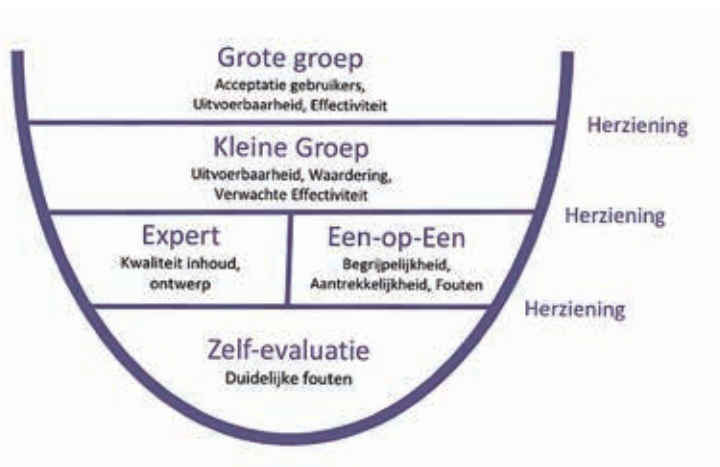 Grote groep
Acceptatie gebruikers,
Uitvoerbaarheid, Effectiviteit
Herziening
Kleine Groep
Uitvoerbaarheid, Waardering,
Verwachte Effectiviteit
Herziening
Expert
Kwaliteit inhoud,
ontwerp
Een-op-Een
Begrijpelijkheid,
Aantrekkelijkheid, Fouten
Herziening
Zelf-evaluatie
Duidelijke fouten